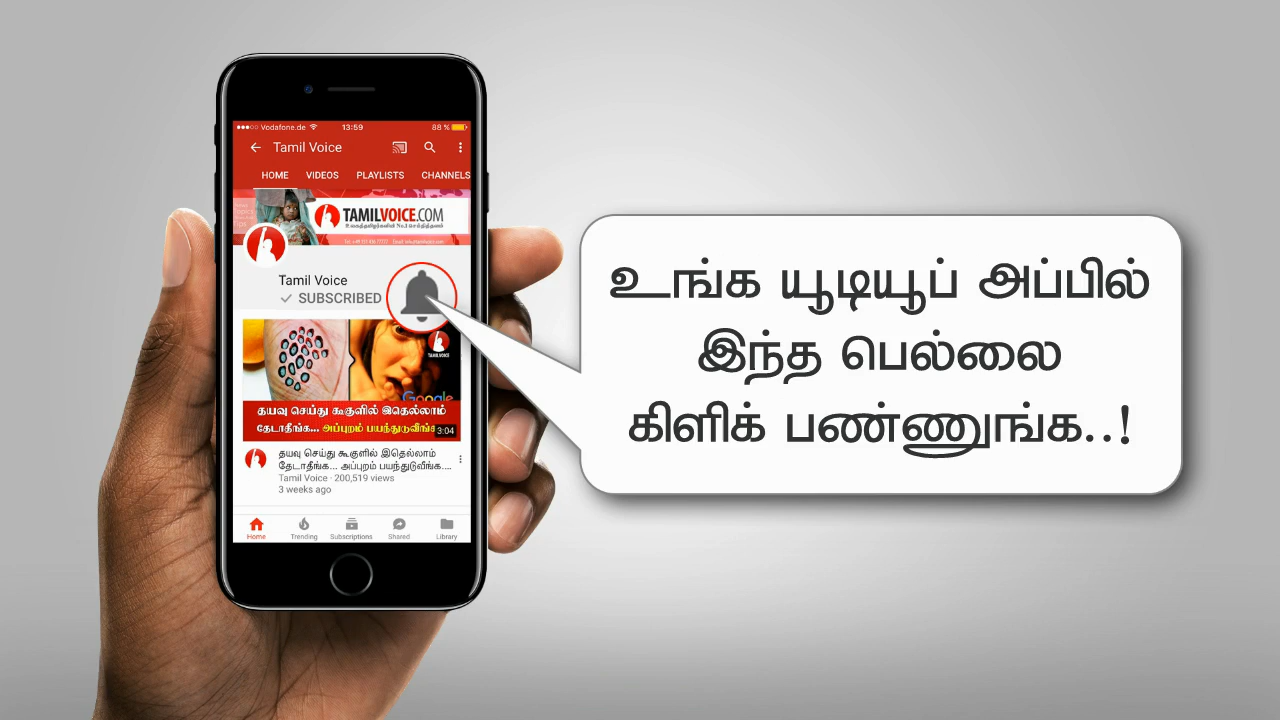 Vodafone.de
13:59
88 %
Tamil Voice
HOME VIDEOS PLAYLISTS CHANNELS
TAMILVOICE.COM
Tamil Voice
SUBSCRIBED
TAMILVOICE
Google
தயவு செய்து கூகுளில் இதெல்லாம்
தேடாதீங்க... அப்புறம் பயந்துடுவீங்க
3:04
தயவு செய்து கூகுளில் இதெல்லாம்
தேடாதீங்க... அப்புறம் பயந்துடுவீங்க....
Tamil Voice · 200,519 views
3 weeks ago
Home Trending Subscriptions Shared Library
உங்க யூடியூப் அப்பில்
இந்த பெல்லை
கிளிக் பண்ணுங்க..!